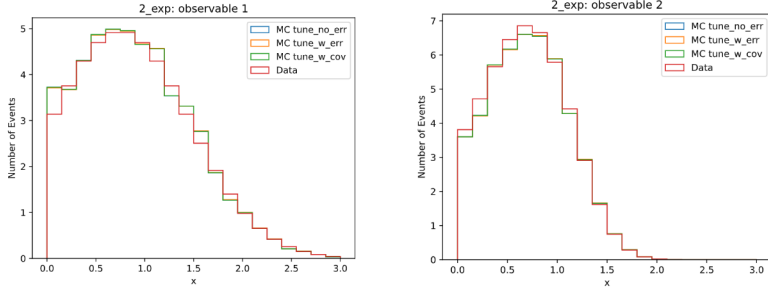 2_exp: observable 1
MC tune_no_err
MC tune_w_err
MC tune_w_cov
Data
Number of Events
5
4
3
2
1
0
0.0 0.5 1.0 1.5 2.0 2.5 3.0
x
2_exp: observable 2
MC tune_no_err
MC tune_w_err
MC tune_w_cov
Data
Number of Events
7
6
5
4
3
2
1
0
0.0 0.5 1.0 1.5 2.0 2.5 3.0
x